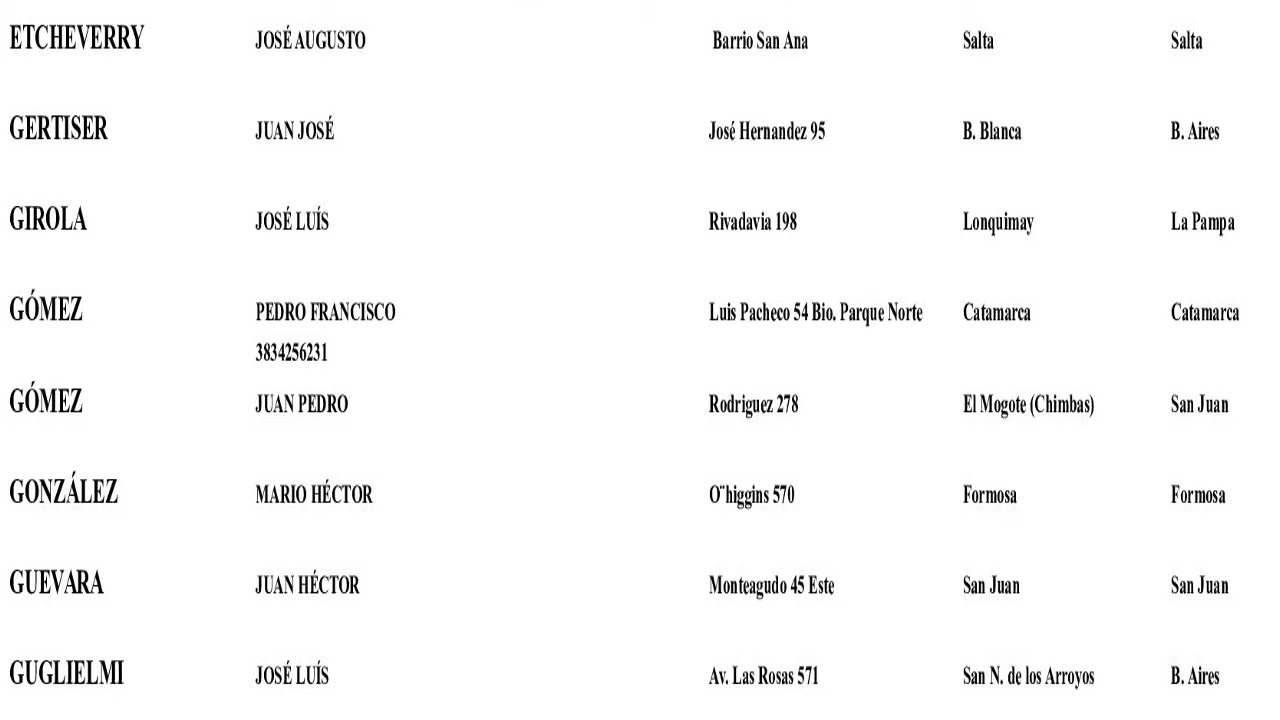 ETCHEVERRY JOSÉ AUGUSTO Barrio San Ana Salta Salta
GERTISER JUAN JOSÉ José Hernandez 95 B. Blanca B. Aires
GIROLA JOSÉ LUÍS Rivadavia 198 Lonquimay La Pampa
GÓMEZ PEDRO FRANCISCO Luis Pacheco 54 Bio. Parque Norte Catamarca Catamarca
3834256231
GÓMEZ JUAN PEDRO Rodriguez 278 El Mogote (Chimbas) San Juan
GONZÁLEZ MARIO HÉCTOR O¨higgins 570 Formosa Formosa
GUEVARA JUAN HÉCTOR Monteagudo 45 Este San Juan San Juan
GUGLIELMI JOSÉ LUÍS Av. Las Rosas 571 San N. de los Arroyos B. Aires